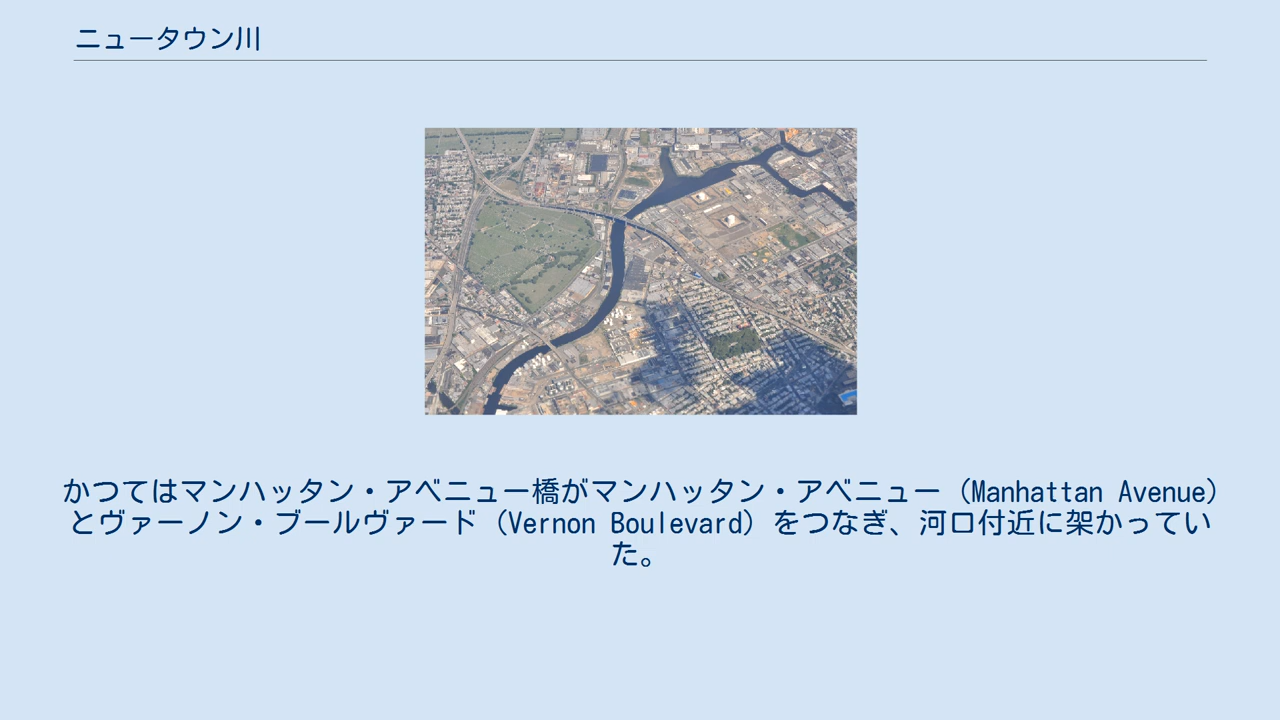 ニュータウン川
かつてはマンハッタン・アベニュー橋がマンハッタン・アベニュー（Manhattan Avenue）
とヴァーノン・ブールヴァード（Vernon Boulevard）をつなぎ、河口付近に架かってい
た。